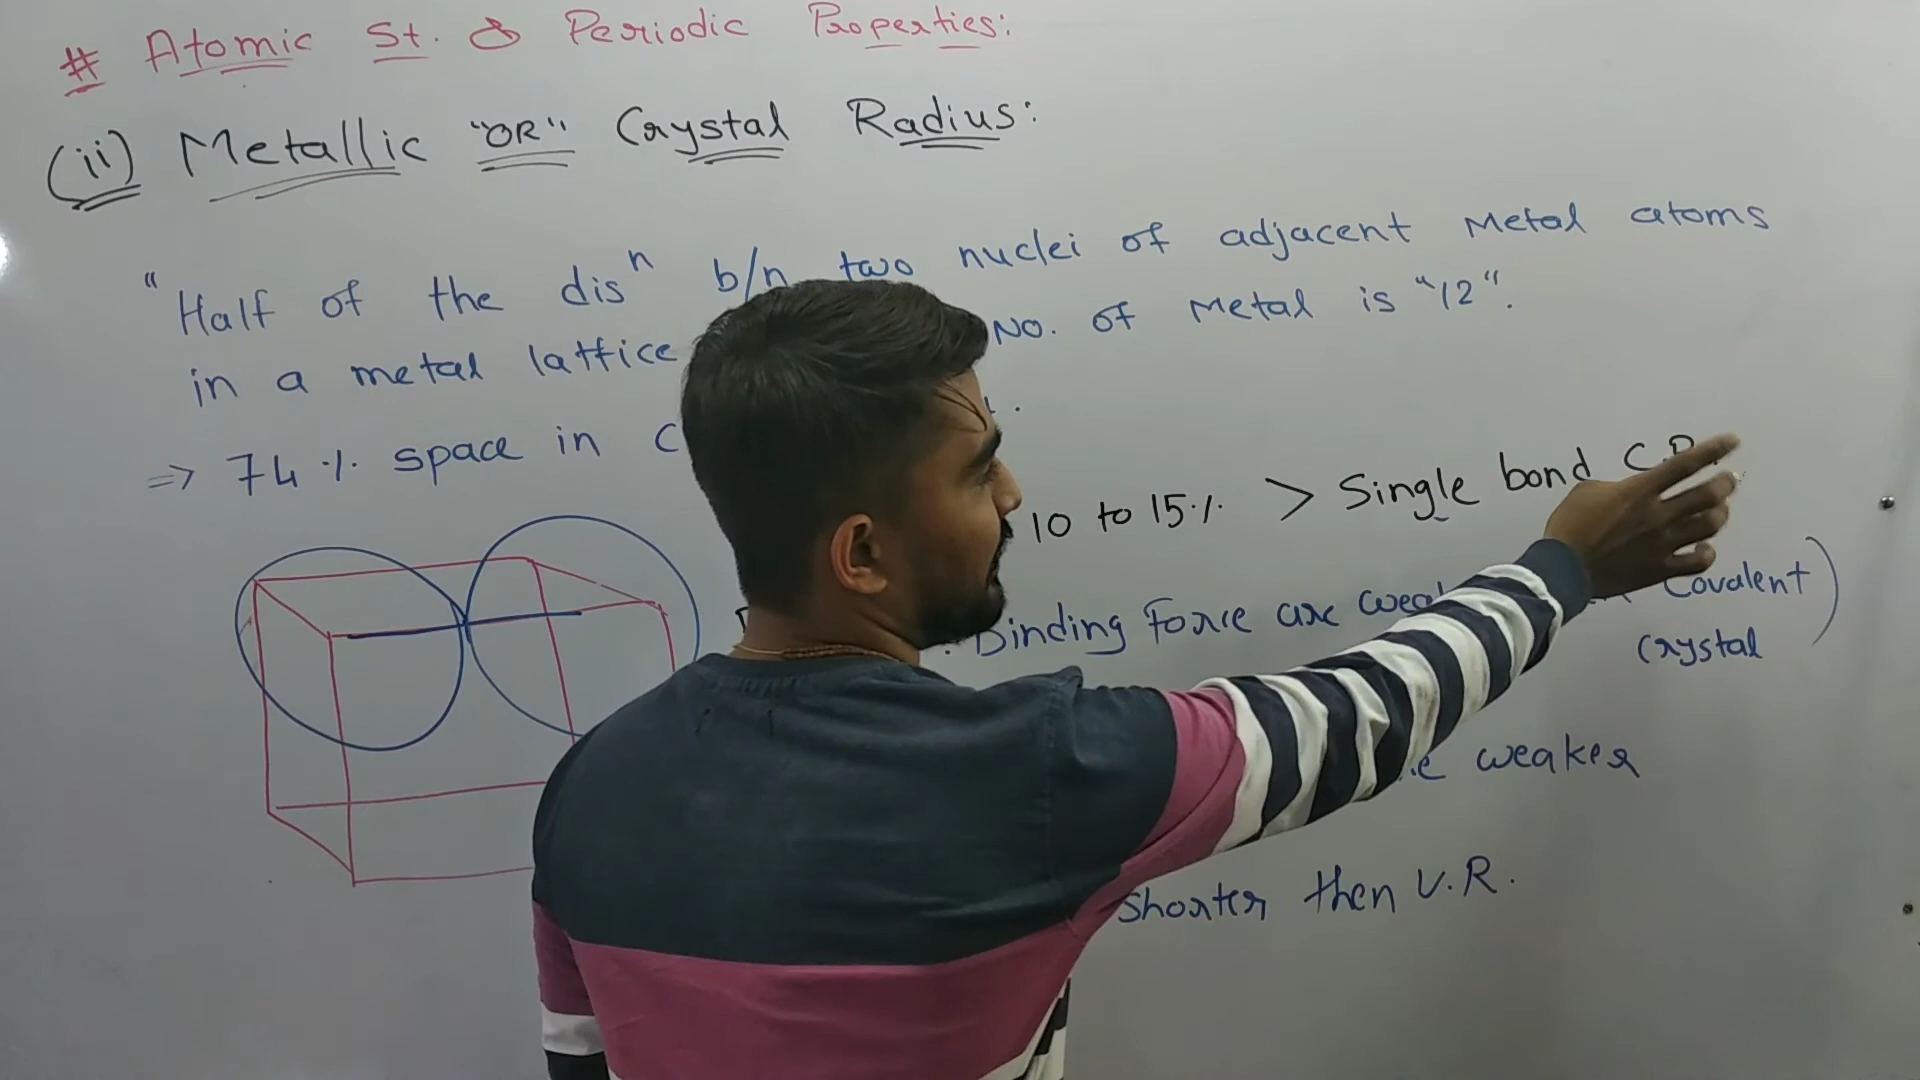 # Atomic St. & Periodic Properties:
(ii) Metallic "OR" Crystal Radius:
"Half of the disⁿ b/n two nuclei of adjacent Metal atoms
in a metal lattice No. of Metal is "12".
=> 74 % space in C
10 to 15% > Single bond C.R.
Binding Force are Covalent)
crystal
weaker
shorter then V.R.